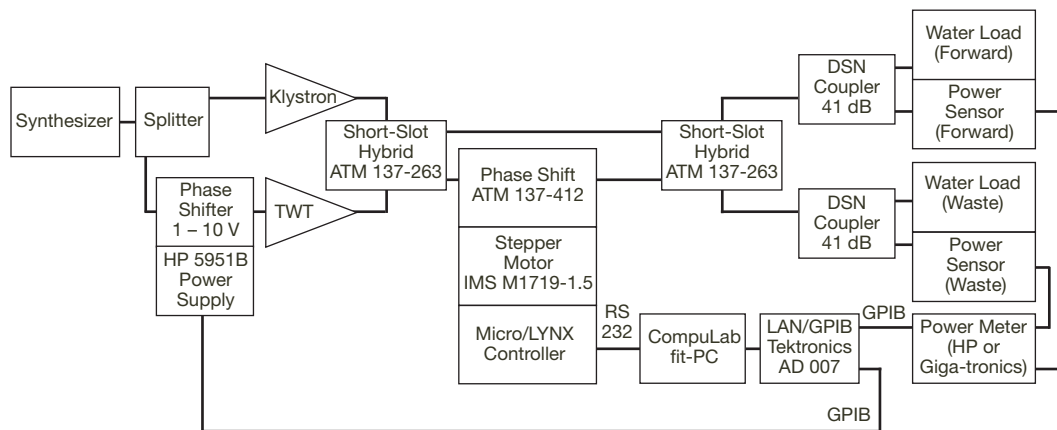 Synthesizer
Splitter
Klystron
Phase
Shifter
1 – 10 V
HP 5951B
Power
Supply
TWT
Short-Slot
Hybrid
ATM 137-263
Phase Shift
ATM 137-412
Stepper
Motor
IMS M1719-1.5
Micro/LYNX
Controller
RS
232
CompuLab
fit-PC
LAN/GPIB
Tektronics
AD 007
GPIB
GPIB
Short-Slot
Hybrid
ATM 137-263
DSN
Coupler
41 dB
Water Load
(Forward)
Power
Sensor
(Forward)
DSN
Coupler
41 dB
Water Load
(Waste)
Power
Sensor
(Waste)
Power Meter
(HP or
Giga-tronics)